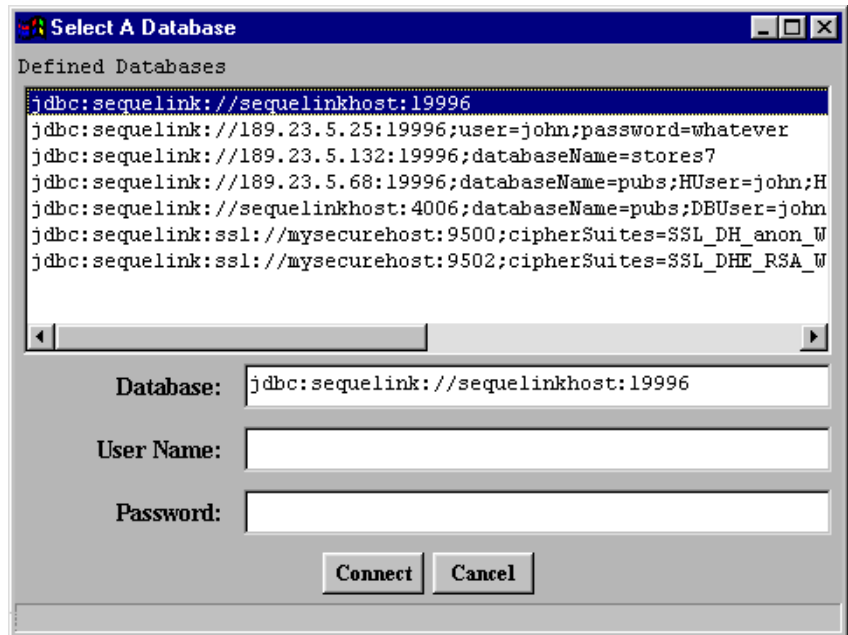 Select A Database
Defined Databases
jdbc:sequelink://sequelinkhost:19996
jdbc:sequelink://189.23.5.25:19996;user=john;password=whatever
jdbc:sequelink://189.23.5.132:19996;databaseName=stores7
jdbc:sequelink://189.23.5.68:19996;databaseName=pubs;HUser=john;H
jdbc:sequelink://sequelinkhost:4006;databaseName=pubs;DBUser=john
jdbc:sequelink:ssl://mysecurehost:9500;cipherSuites=SSL_DH_anon_W
jdbc:sequelink:ssl://mysecurehost:9502;cipherSuites=SSL_DHE_RSA_W
Database: jdbc:sequelink://sequelinkhost:19996
User Name:
Password:
Connect Cancel